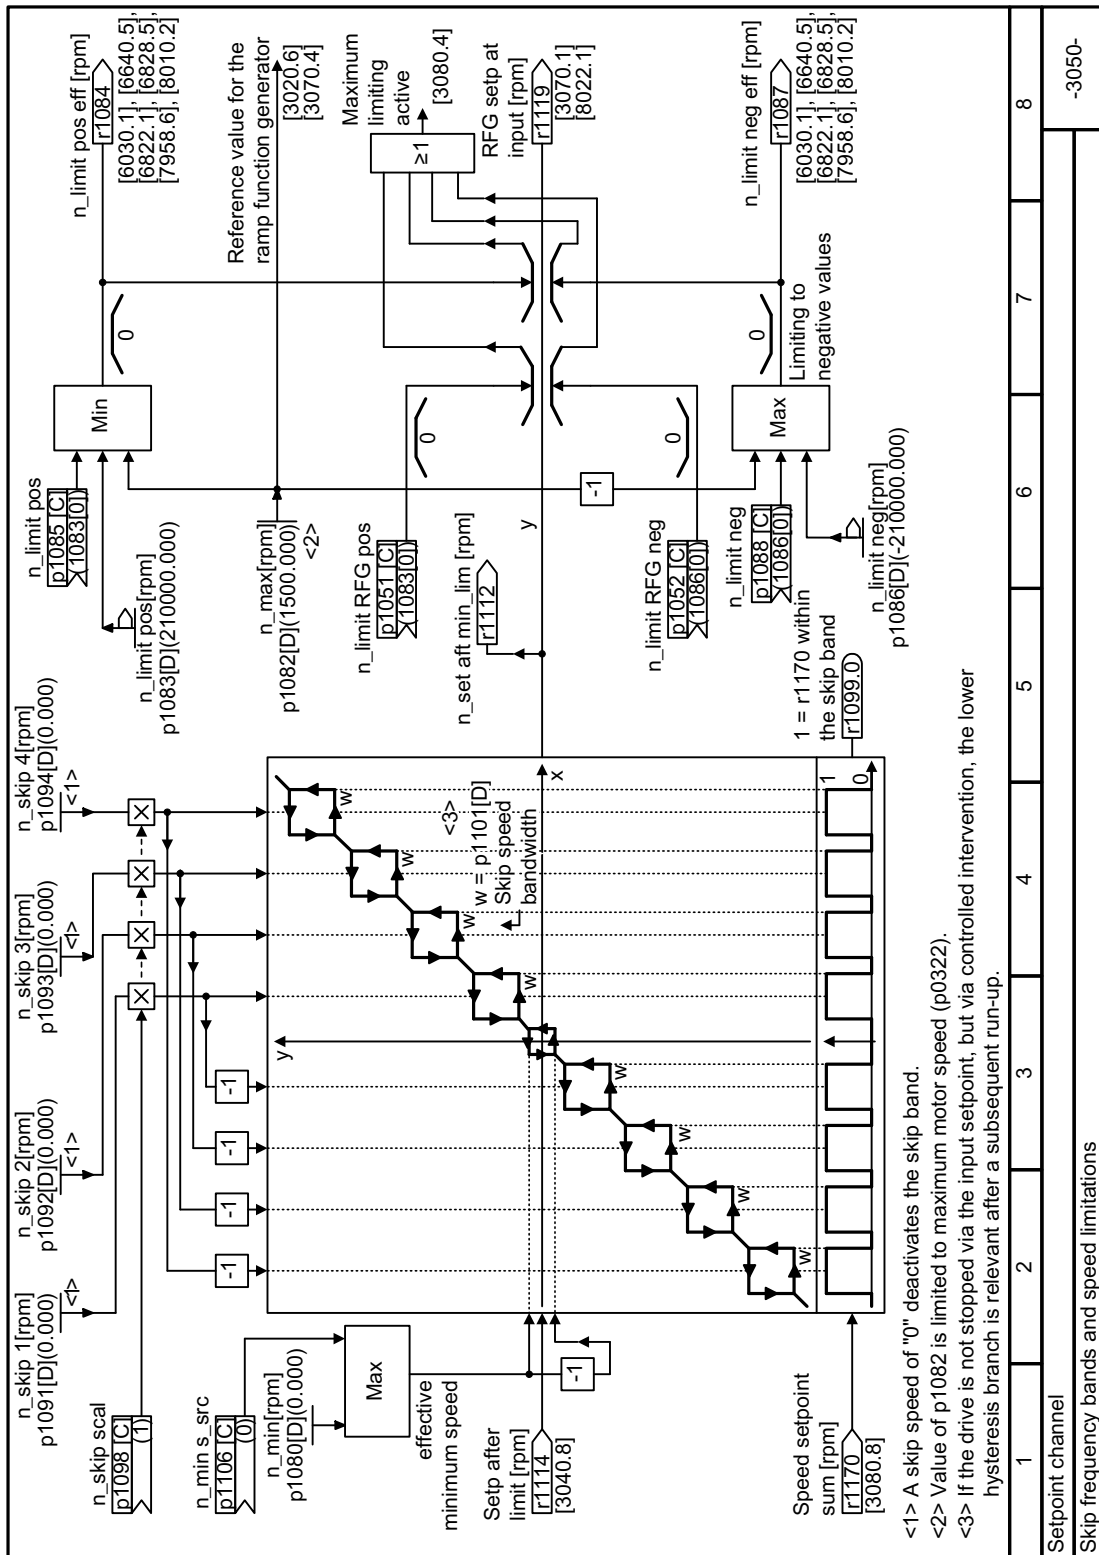 n_skip scal
p1098 [C]
(1)
n_min s_src
p1106 [C]
(0)
n_min[rpm]
p1080[D](0.000)
Max
effective
minimum speed
Setp after
limit [rpm]
r1114
[3040.8]
Speed setpoint
sum [rpm]
r1170
[3080.8]
n_skip 1[rpm]
p1091[D](0.000)
<1>
n_skip 2[rpm]
p1092[D](0.000)
<1>
n_skip 3[rpm]
p1093[D](0.000)
<1>
n_skip 4[rpm]
p1094[D](0.000)
<1>
X
X
X
X
-1
-1
-1
-1
-1
y
x
w
w
w
w
w
w
w
w
<3>
w = p1101[D]
Skip speed
bandwidth
1
0
1 = r1170 within
the skip band
r1099.0
n_set aft min_lim [rpm]
r1112
y
n_limit pos
p1085 [C]
(1083[0])
n_limit pos[rpm]
p1083[D](210000.000)
n_max[rpm]
p1082[D](1500.000)
<2>
n_limit RFG pos
p1051 [C]
(1083[0])
n_limit RFG neg
p1052 [C]
(1086[0])
n_limit neg
p1088 [C]
(1086[0])
n_limit neg[rpm]
p1086[D](-210000.000)
Min
Max
-1
0
0
0
0
Limiting to
negative values
n_limit pos eff [rpm]
r1084
[6030.1], [6640.5],
[6822.1], [6828.5],
[7958.6], [8010.2]
Reference value for the
ramp function generator
[3020.6]
[3070.4]
Maximum
limiting
active
≥1
[3080.4]
RFG setp at
input [rpm]
r1119
[3070.1]
[8022.1]
n_limit neg eff [rpm]
r1087
[6030.1], [6640.5],
[6822.1], [6828.5],
[7958.6], [8010.2]
<1> A skip speed of "0" deactivates the skip band.
<2> Value of p1082 is limited to maximum motor speed (p0322).
<3> If the drive is not stopped via the input setpoint, but via controlled intervention, the lower
hysteresis branch is relevant after a subsequent run-up.
1 2 3 4 5 6 7 8
Setpoint channel
Skip frequency bands and speed limitations
-3050-